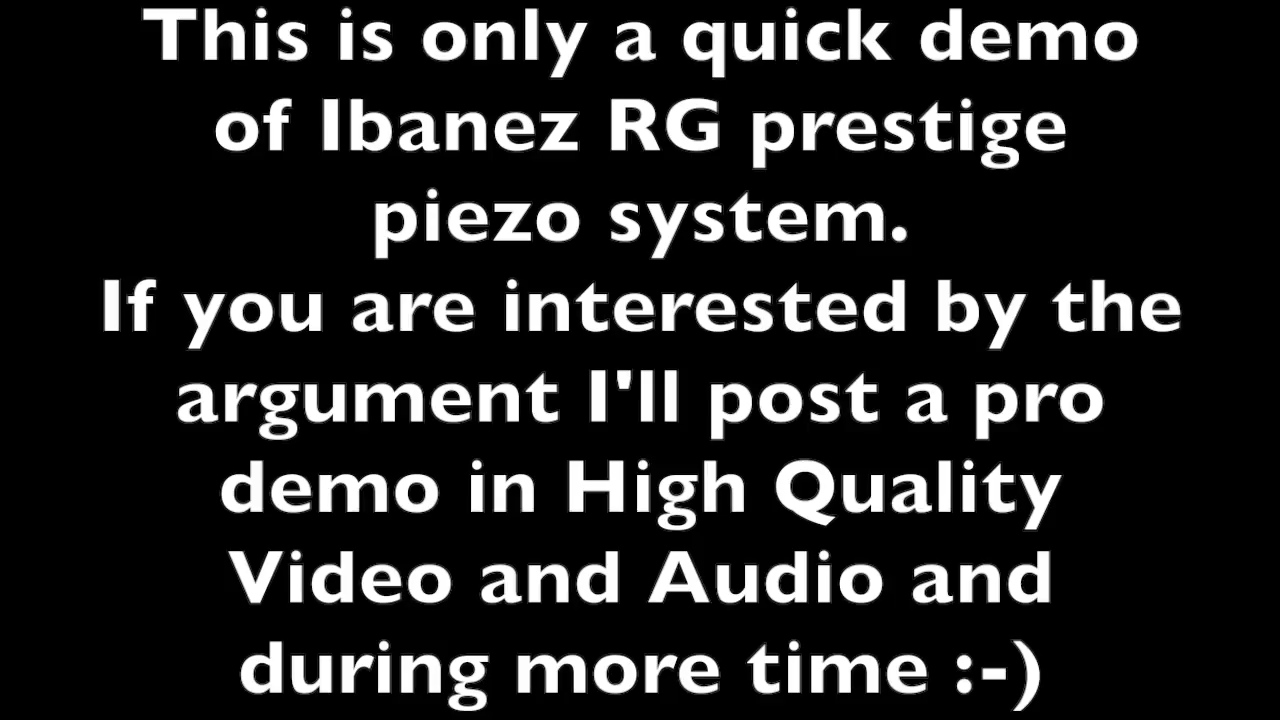 This is only a quick demo
of Ibanez RG prestige
piezo system.
If you are interested by the
argument I'll post a pro
demo in High Quality
Video and Audio and
during more time :-)